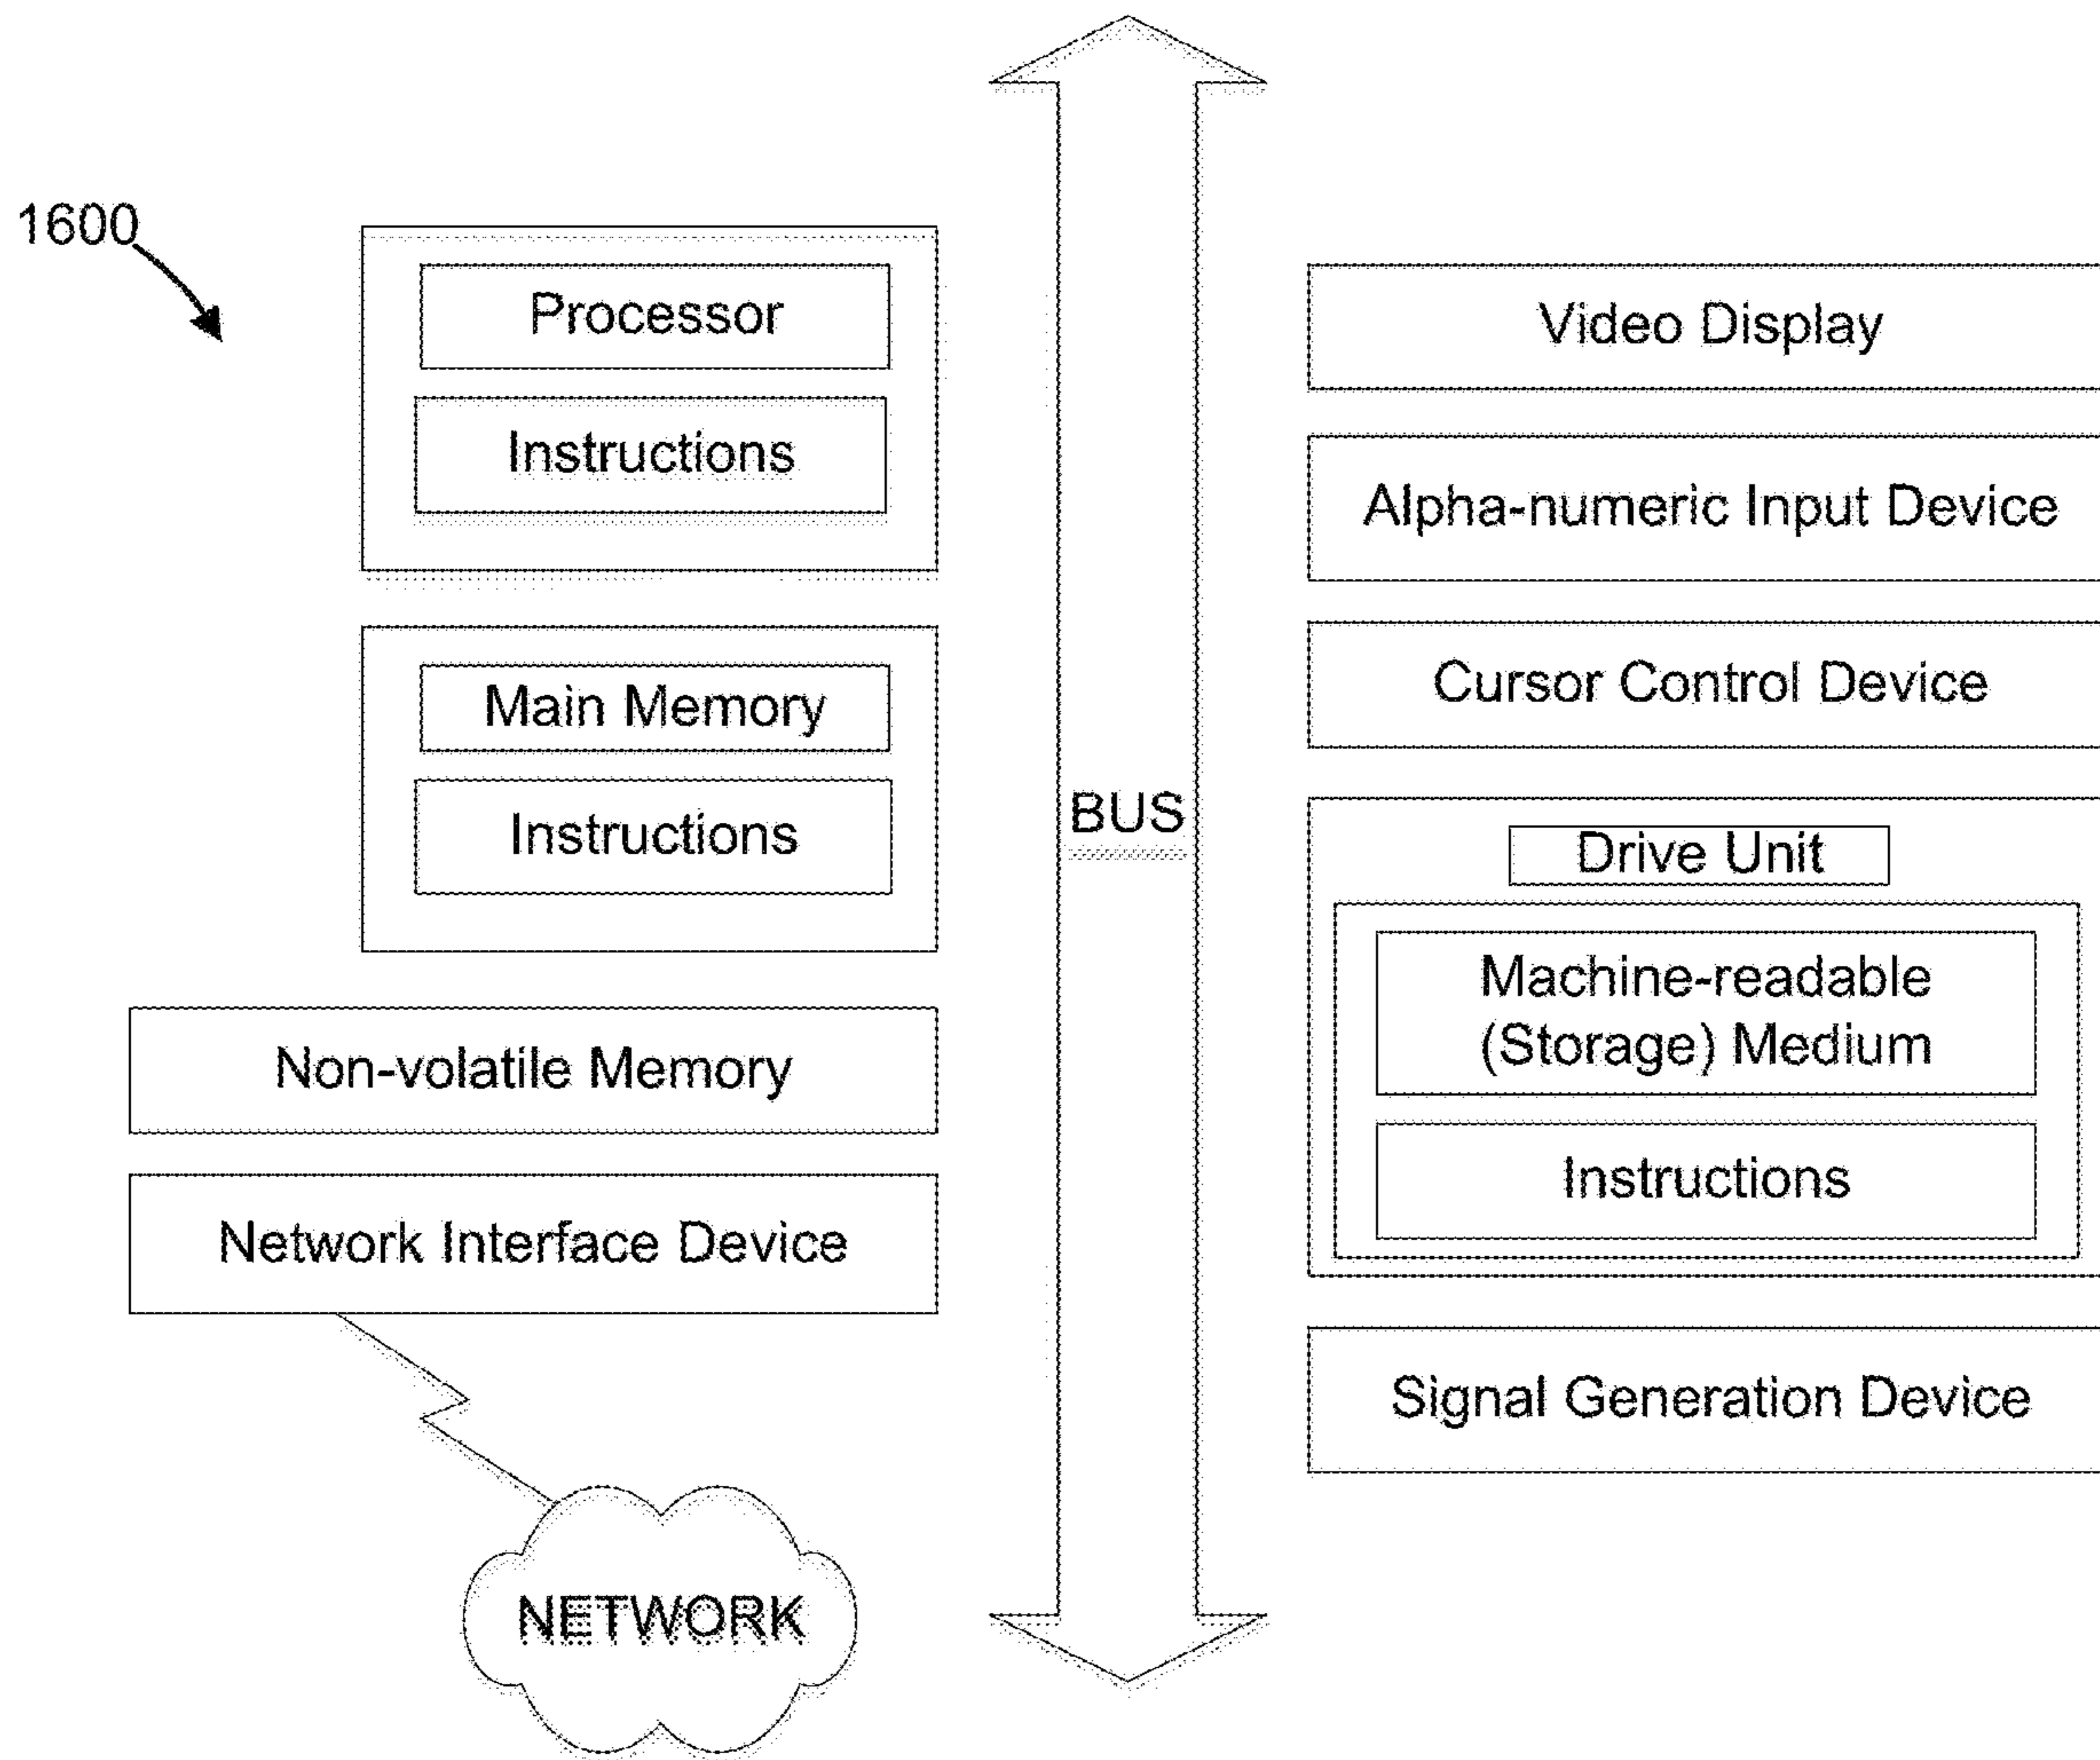 1600
Processor
Instructions
Main Memory
Instructions
Non-volatile Memory
Network Interface Device
NETWORK
BUS
Video Display
Alpha-numeric Input Device
Cursor Control Device
Drive Unit
Machine-readable
(Storage) Medium
Instructions
Signal Generation Device